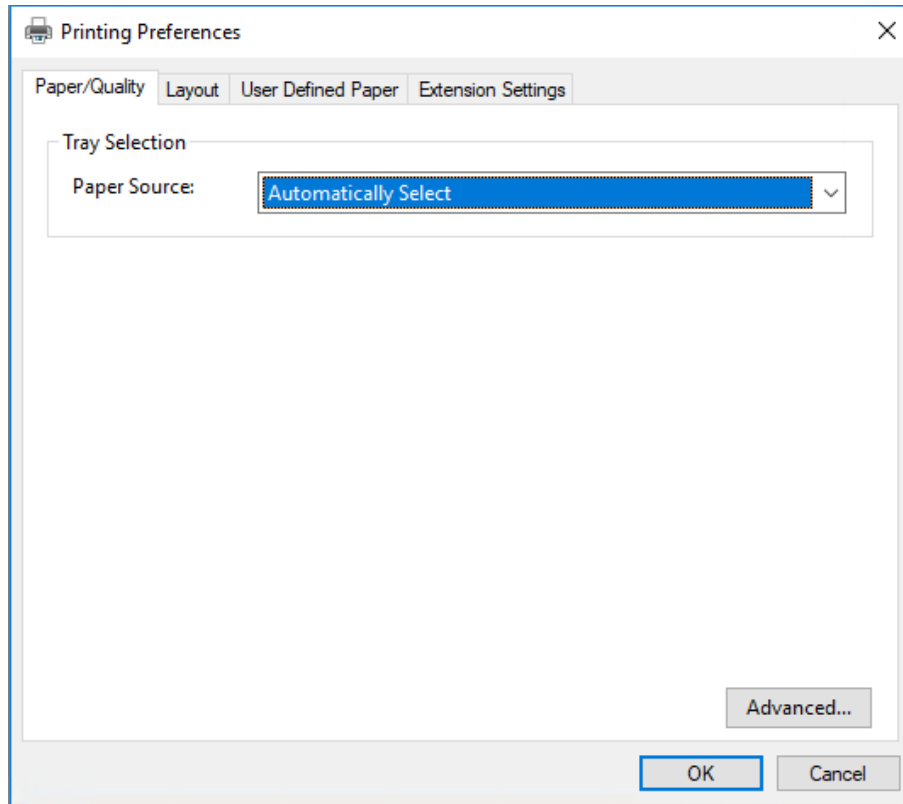 Printing Preferences
Paper/Quality Layout User Defined Paper Extension Settings
Tray Selection
Paper Source: Automatically Select
Advanced...
OK Cancel